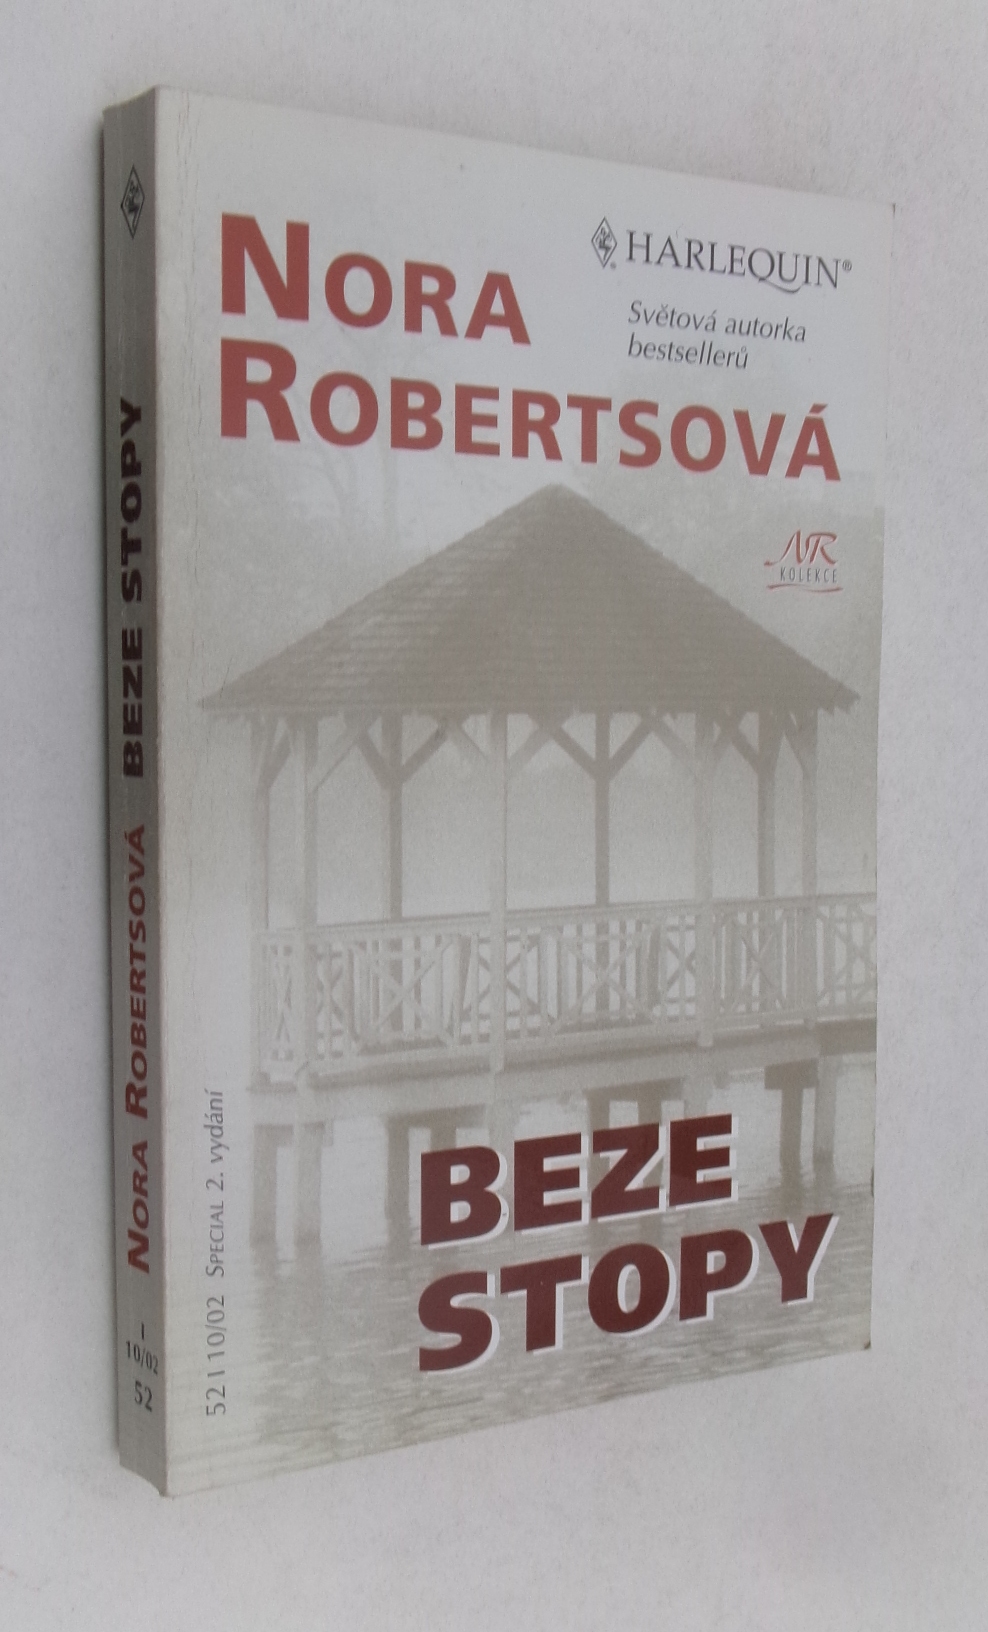 NORA
ROBERTSOVÁ
HARLEQUIN®
Světová autorka
bestsellerů
NR
KOLEKCE
BEZE
STOPY
52 | 10/02 SPECIAL 2. vydání
NORA ROBERTSOVÁ BEZE STOPY
10/02
52